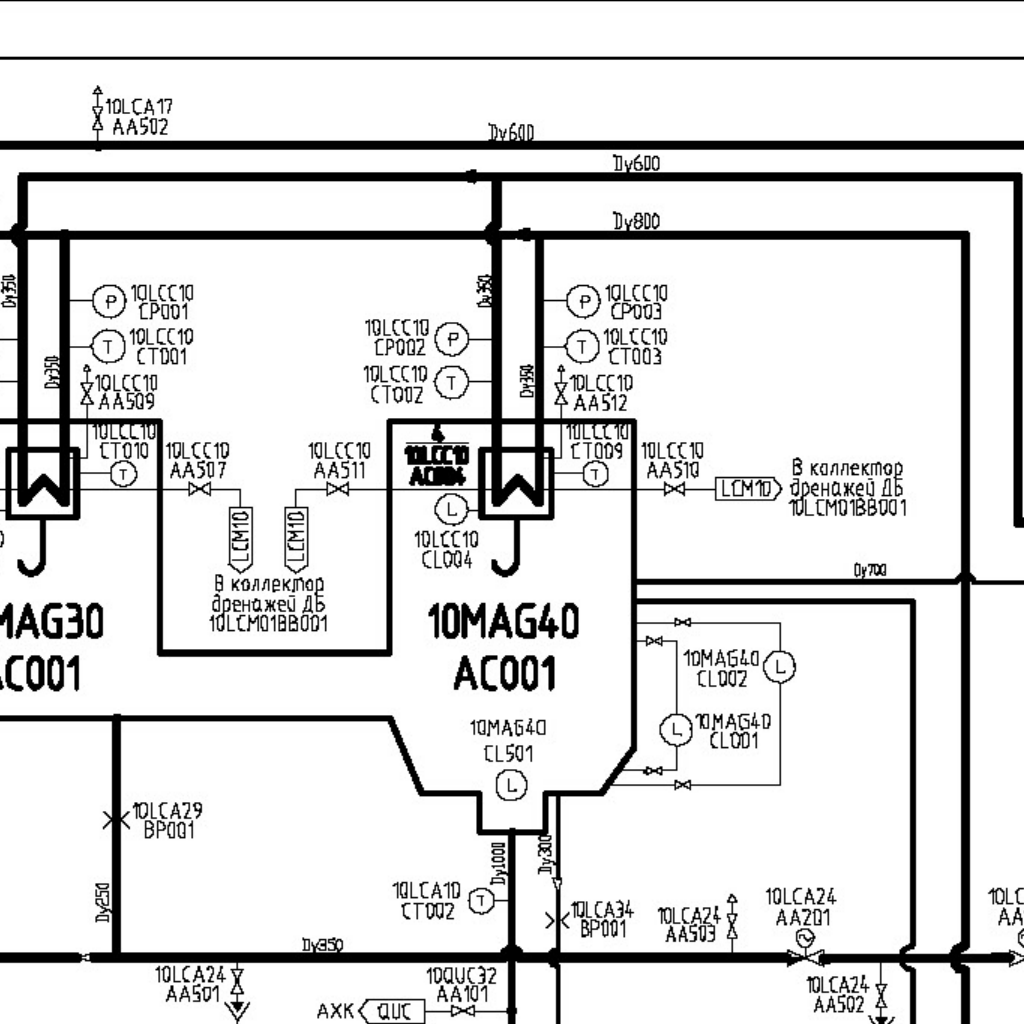 10LCA17
AA502
Dy600
Dy600
Dy800
Dy350
Dy350
10LCC10
CP001
10LCC10
CP003
10LCC10
CT001
10LCC10
CP002
10LCC10
CT003
P
T
P
T
P
T
Dy350
Dy350
10LCC10
CT002
10LCC10
AA509
10LCC10
AA512
10LCC10
CT010
10LCC10
AA507
10LCC10
AA511
10LCC10
AC004
10LCC10
CT009
10LCC10
AA510
T
T
LCM10
В коллектор
дренажей ДБ
10LCM01BB001
L
10LCC10
CL004
LCM10
LCM10
В коллектор
дренажей ДБ
10LCM01BB001
Dy700
MAG30
AC001
10MAG40
AC001
10MAG40
CL002
L
10MAG40
CL001
L
10MAG40
CL501
L
10LCA29
BP001
Dy1000
Dy300
Dy250
10LCA10
CT002
T
10LCA34
BP001
10LCA24
AA503
10LCA24
AA201
Dy350
10LCA24
AA501
10QUC32
AA101
АХК
QUC
10LCA24
AA502